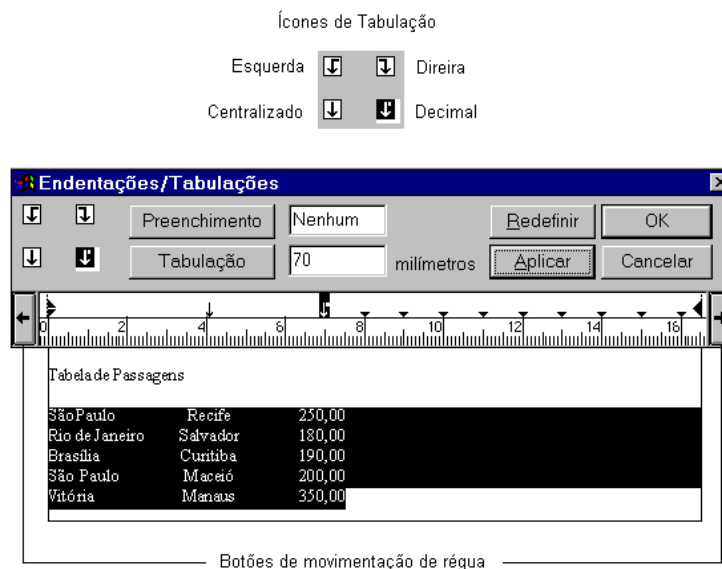 Ícones de Tabulação
Esquerda Direira
Centralizado Decimal
Endentações/Tabulações
Preenchimento Nenhum Redefinir OK
Tabulação 70 milímetros Aplicar Cancelar
0 2 4 6 8 10 12 14 16
Tabela de Passagens
São Paulo Recife 250,00
Rio de Janeiro Salvador 180,00
Brasília Curitiba 190,00
São Paulo Maceió 200,00
Vitória Manaus 350,00
Botões de movimentação de régua